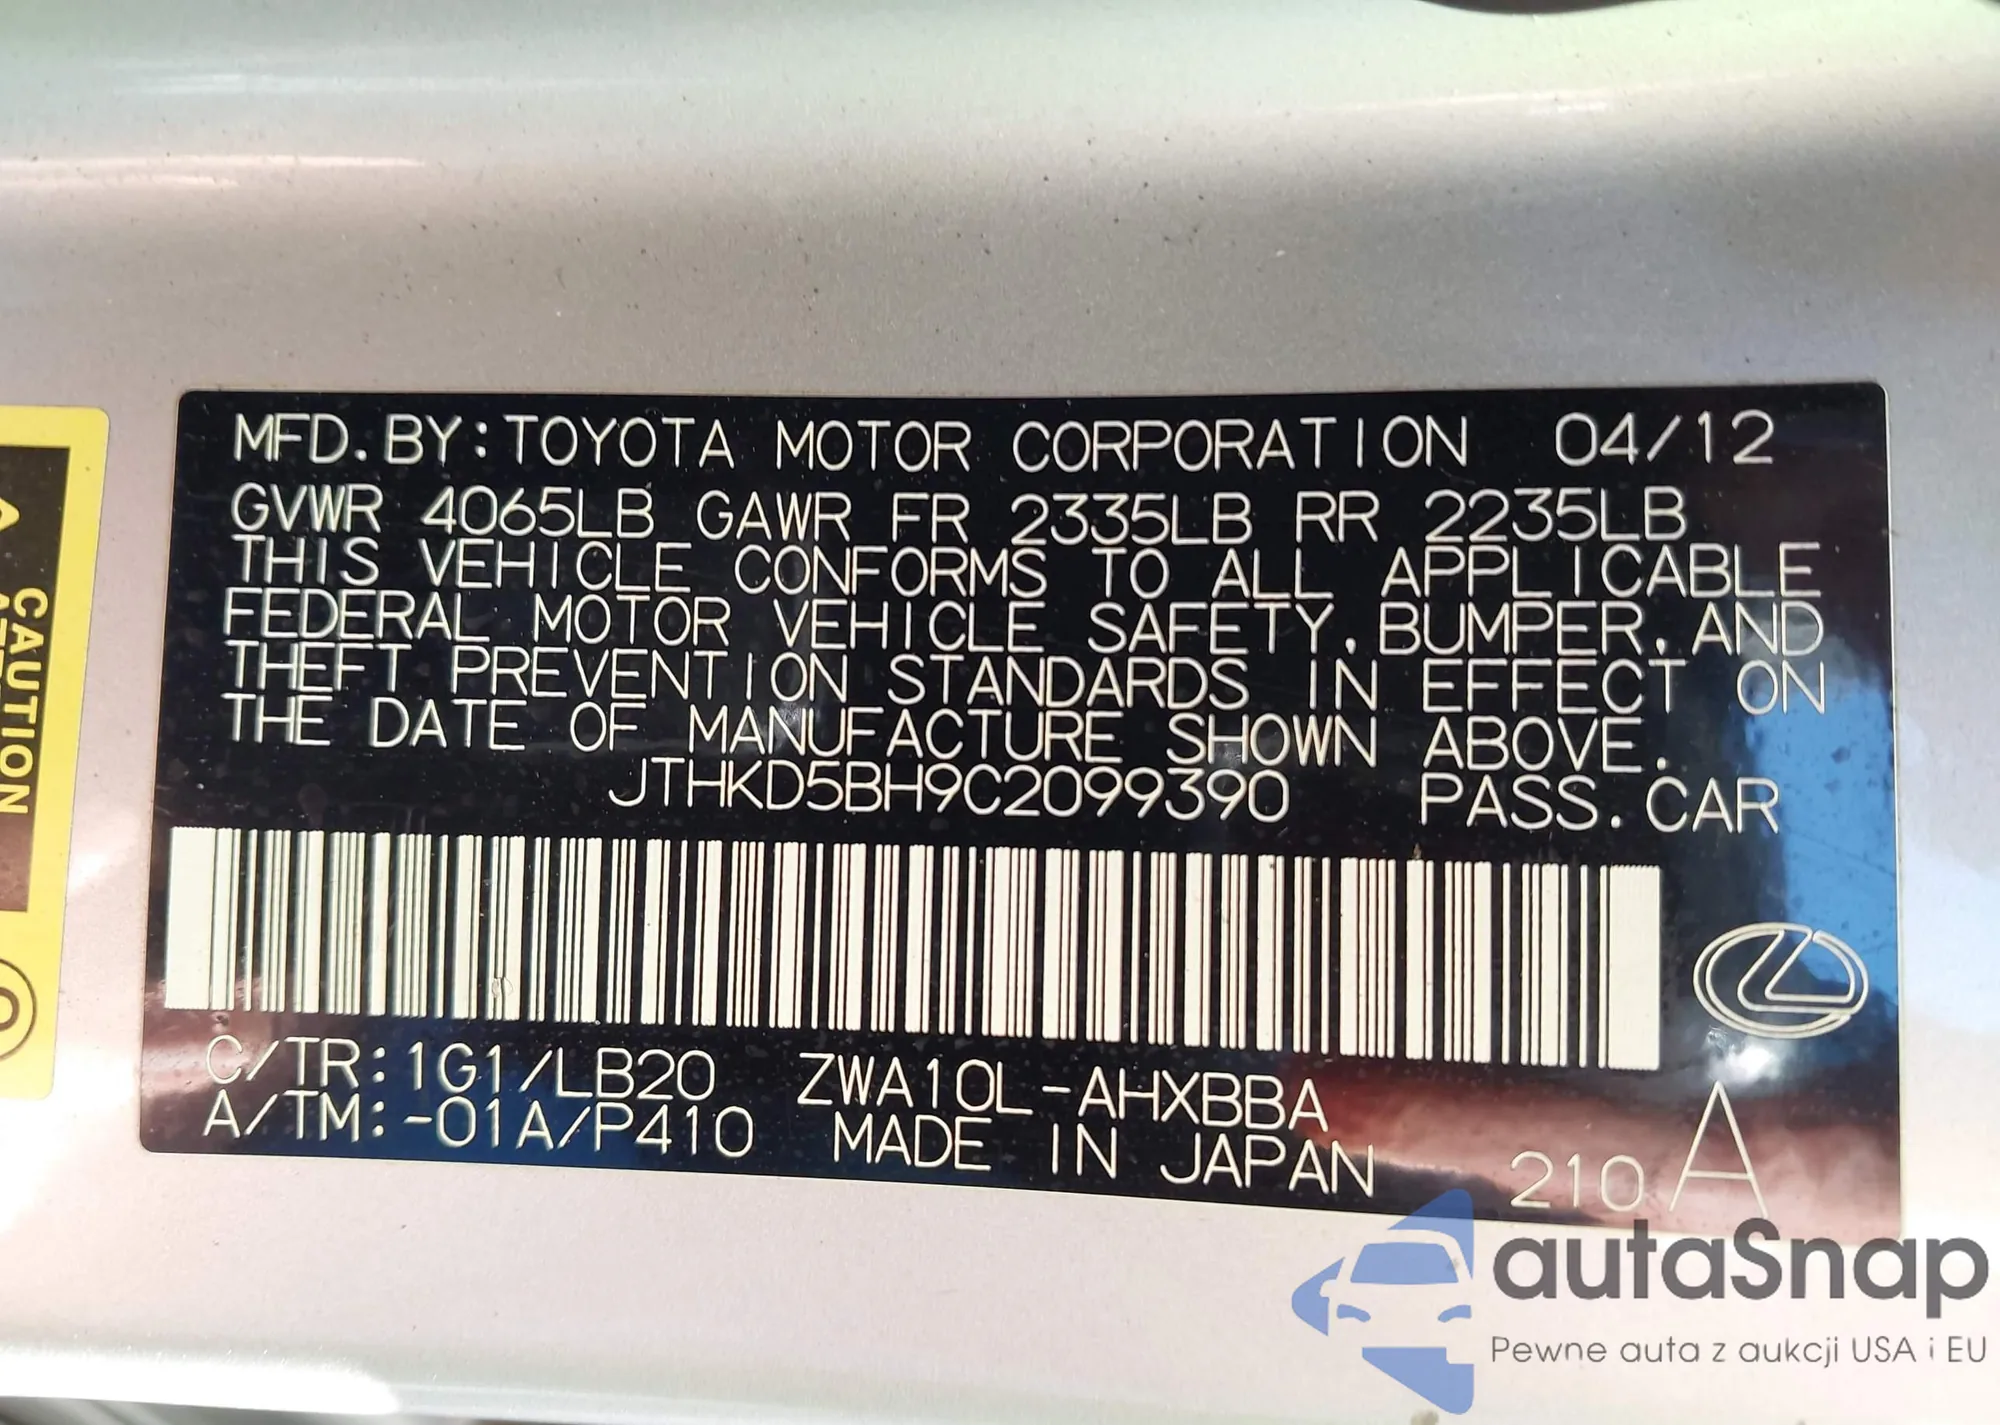 MFD.BY:TOYOTA MOTOR CORPORATION 04/12
GVWR 4065LB GAWR FR 2335LB RR 2235LB
THIS VEHICLE CONFORMS TO ALL APPLICABLE
FEDERAL MOTOR VEHICLE SAFETY,BUMPER,AND
THEFT PREVENTION STANDARDS IN EFFECT ON
THE DATE OF MANUFACTURE SHOWN ABOVE.
JTHKD5BH9C2099390 PASS.CAR
C/TR:1G1/LB20 ZWA10L-AHXBBA
A/TM:-01A/P410 MADE IN JAPAN
210 A
CAUTION
autaSnap
Pewne auta z aukcji USA i EU